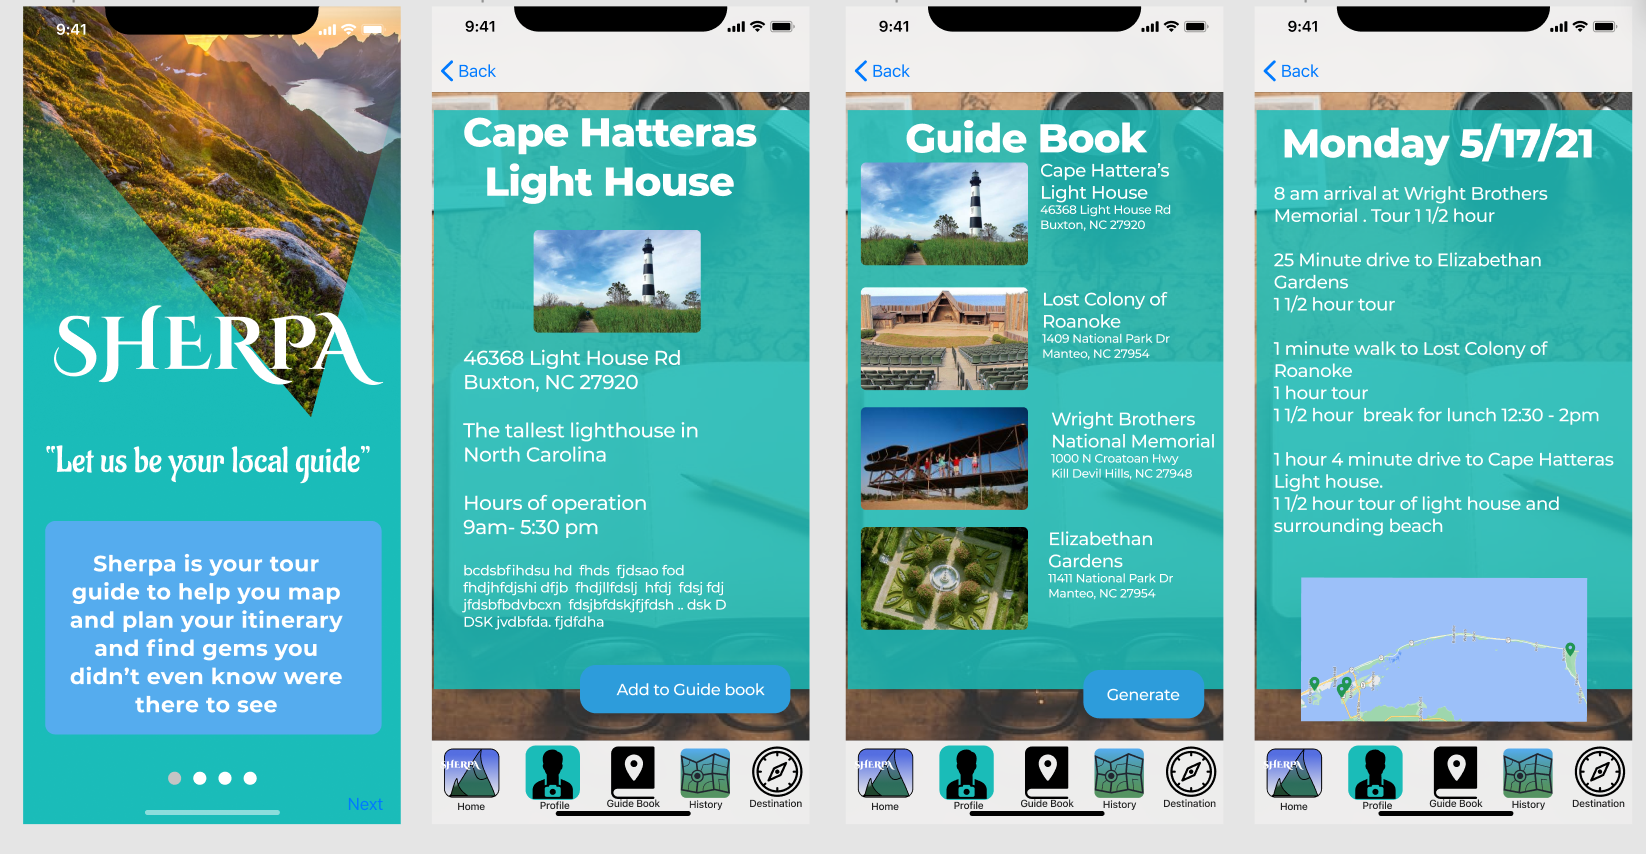 9:41
SHERPA
“Let us be your local guide”
Sherpa is your tour
guide to help you map
and plan your itinerary
and find gems you
didn’t even know were
there to see
Next
9:41
Back
Cape Hatteras
Light House
46368 Light House Rd
Buxton, NC 27920
The tallest lighthouse in
North Carolina
Hours of operation
9am- 5:30 pm
bcdsbfihdsu hd fhds fjdsao fod
fhdjhfdjshi dfjb fhdjllfdslj hfdj fdsj fdj
jfdsbfbdvbcxn fdsjbfdskjfjfdsh .. dsk D
DSK jvdbfda. fjdfdha
Add to Guide book
SHERPA
Home
Profile
Guide Book
History
Destination
9:41
Back
Guide Book
Cape Hattera’s
Light House
46368 Light House Rd
Buxton, NC 27920
Lost Colony of
Roanoke
1409 National Park Dr
Manteo, NC 27954
Wright Brothers
National Memorial
1000 N Croatoan Hwy
Kill Devil Hills, NC 27948
Elizabethan
Gardens
11411 National Park Dr
Manteo, NC 27954
Generate
SHERPA
Home
Profile
Guide Book
History
Destination
9:41
Back
Monday 5/17/21
8 am arrival at Wright Brothers
Memorial . Tour 1 1/2 hour
25 Minute drive to Elizabethan
Gardens
1 1/2 hour tour
1 minute walk to Lost Colony of
Roanoke
1 hour tour
1 1/2 hour break for lunch 12:30 - 2pm
1 hour 4 minute drive to Cape Hatteras
Light house.
1 1/2 hour tour of light house and
surrounding beach
SHERPA
Home
Profile
Guide Book
History
Destination